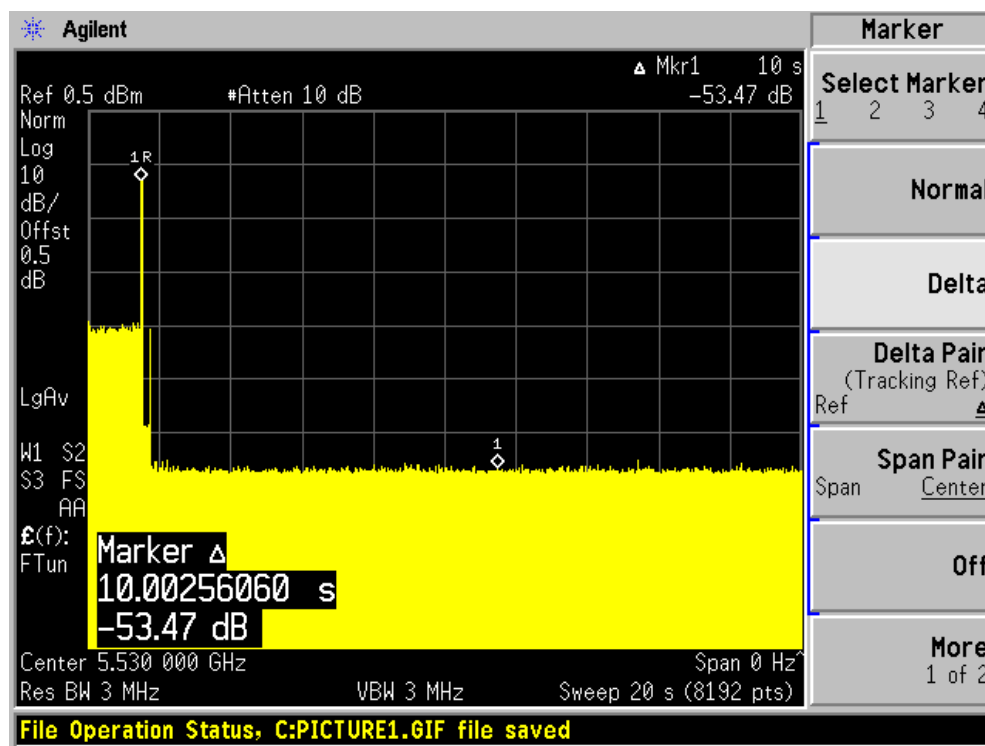 Agilent
Marker
Δ Mkr1 10 s
Ref 0.5 dBm #Atten 10 dB -53.47 dB
Norm
Log
10
dB/
Offst
0.5
dB
LgAv
W1 S2
S3 FS
AA
£(f):
FTun
1R
1
Marker Δ
10.00256060 s
-53.47 dB
Center 5.530 000 GHz Span 0 Hz^
Res BW 3 MHz VBW 3 MHz Sweep 20 s (8192 pts)
File Operation Status, C:PICTURE1.GIF file saved
Select Marker
1 2 3 4
Normal
Delta
Delta Pair
(Tracking Ref)
Ref Δ
Span Pair
Span Center
Off
More
1 of 2